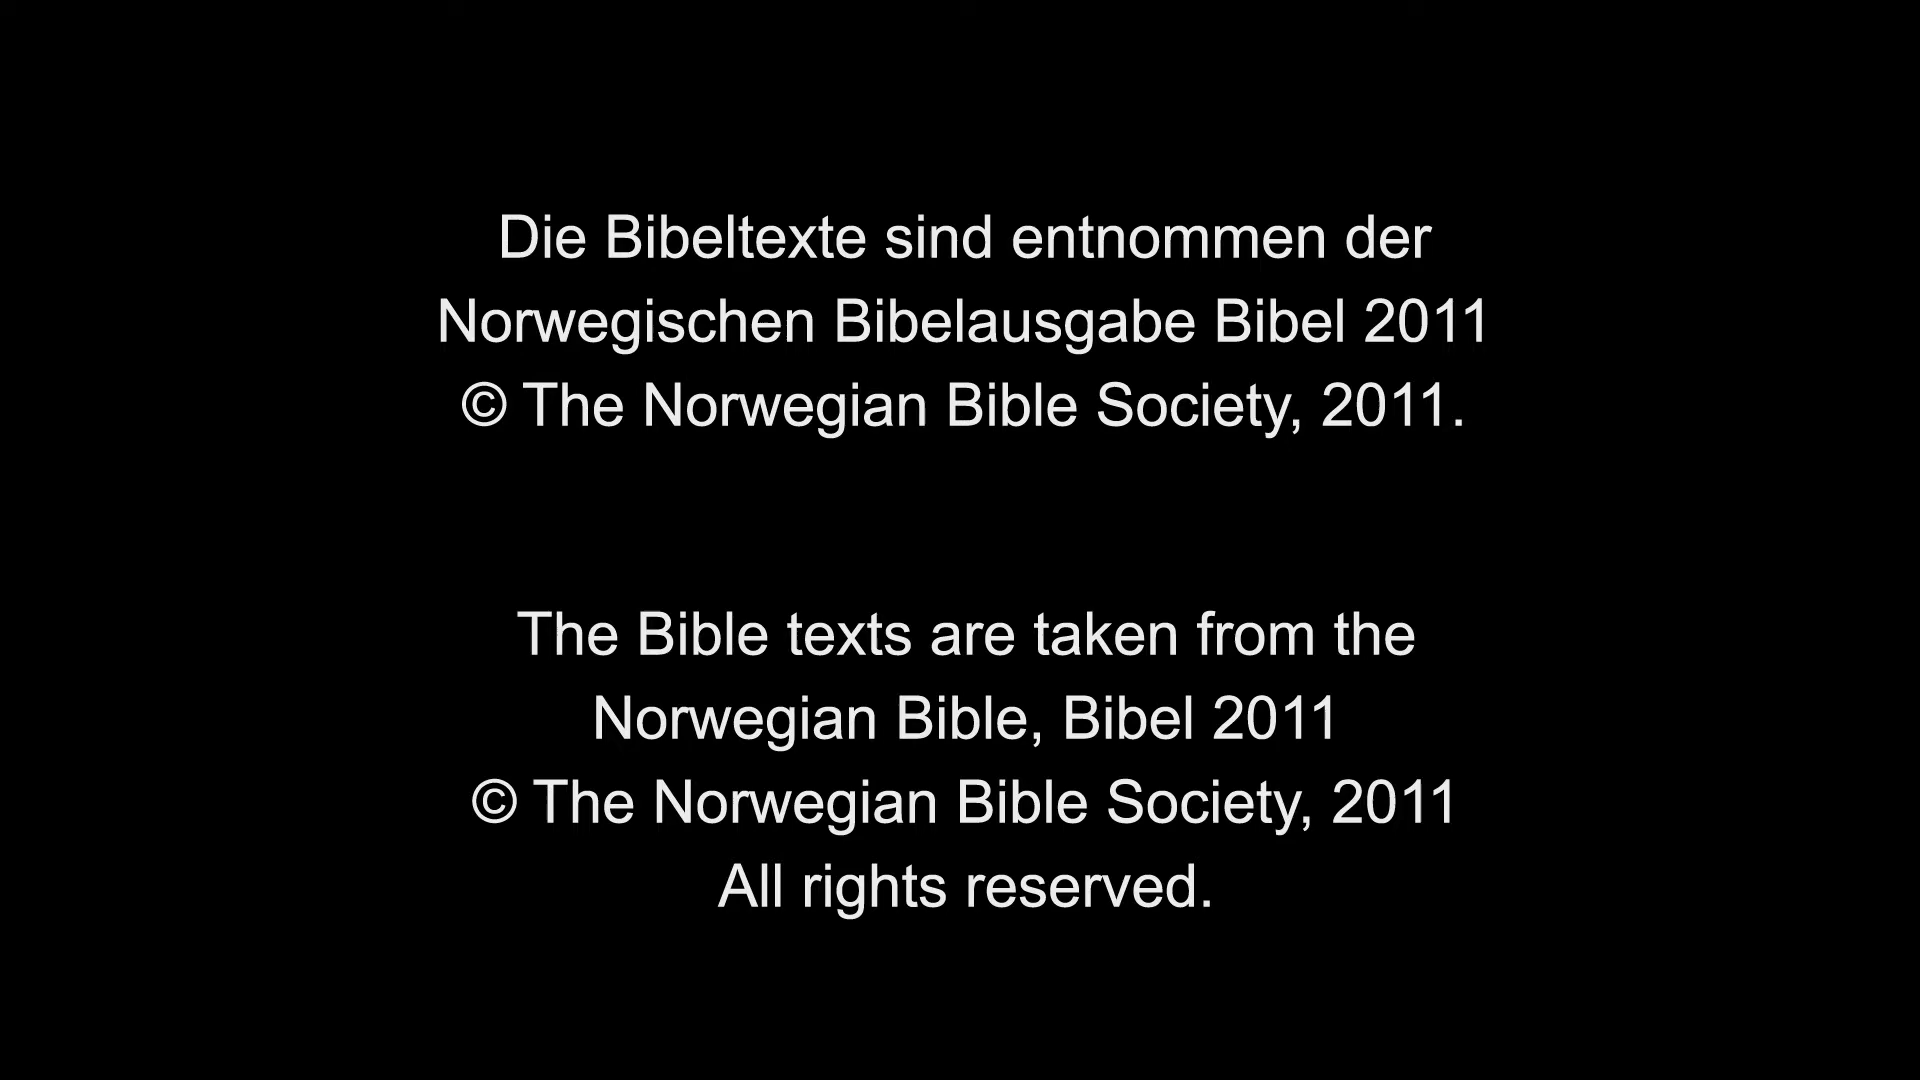 Die Bibeltexte sind entnommen der
Norwegischen Bibelausgabe Bibel 2011
© The Norwegian Bible Society, 2011.
The Bible texts are taken from the
Norwegian Bible, Bibel 2011
© The Norwegian Bible Society, 2011
All rights reserved.